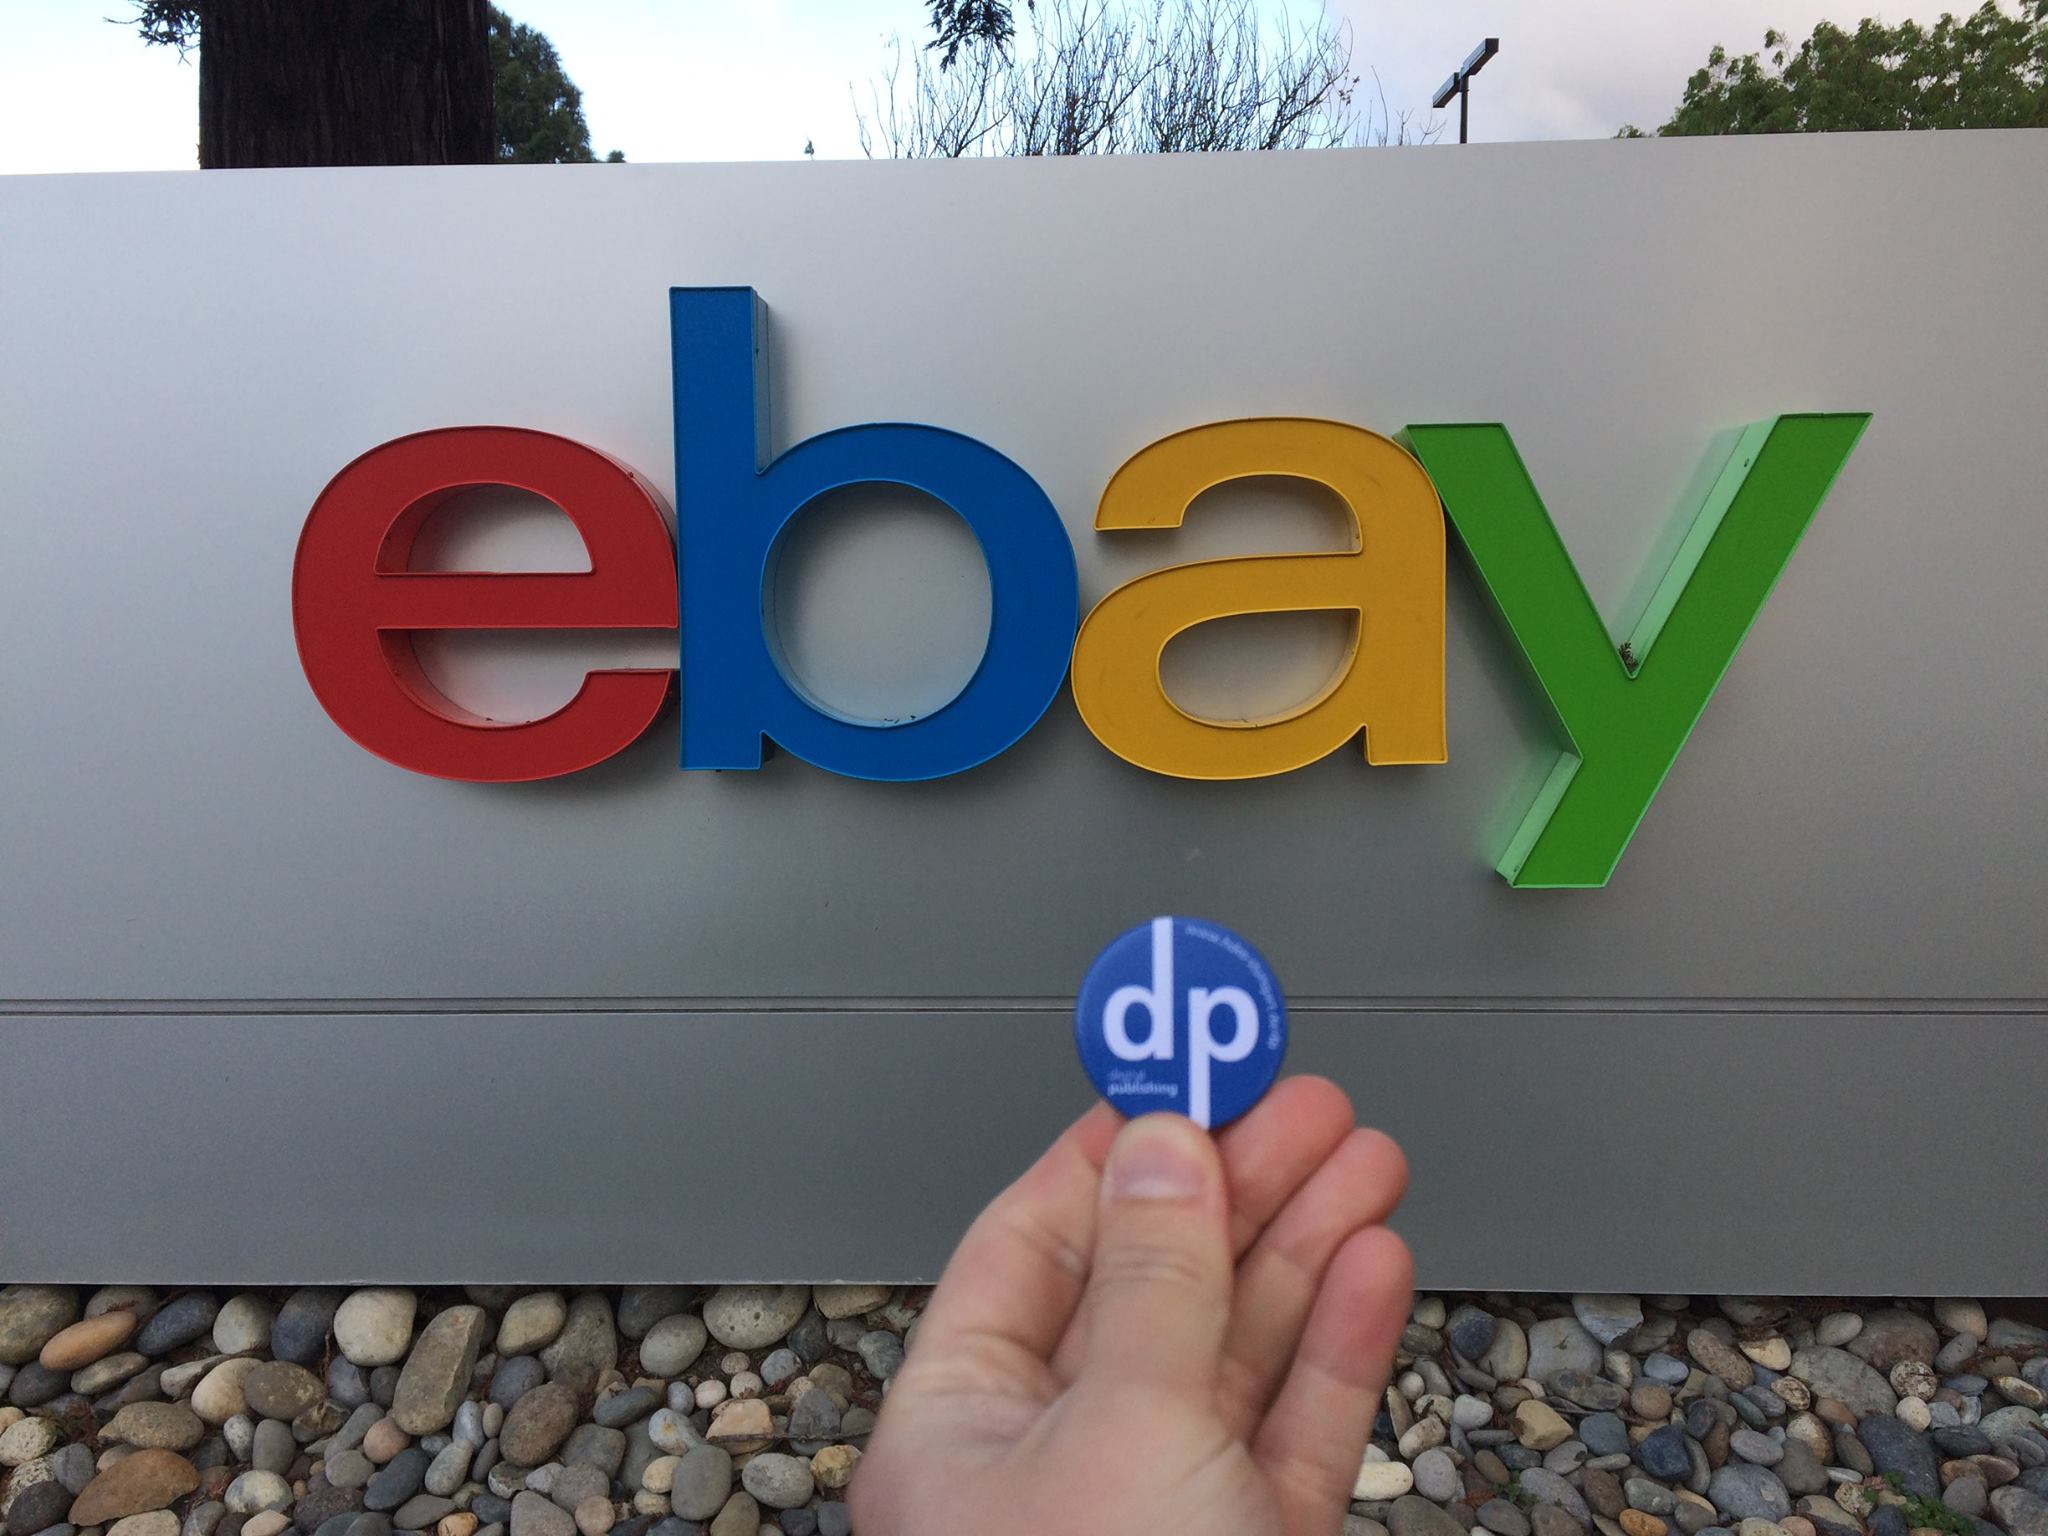 ebay
dp
digital
publishing